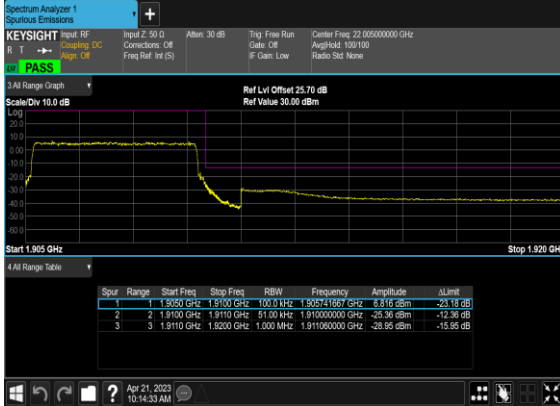 Spectrum Analyzer 1
Spurious Emissions
+
KEYSIGHT Input: RF Input Z: 50 Ω Atten: 30 dB Trig: Free Run Center Freq: 22.005000000 GHz
R T Coupling: DC Corrections: Off Gate: Off Avg|Hold: 100/100
Align: Off Freq Ref: Int (S) IF Gain: Low Radio Std: None
PASS
3 All Range Graph
Ref Lvl Offset 25.70 dB
Scale/Div 10.0 dB Ref Value 30.00 dBm
Log
20.0
10.0
0.00
-10.0
-20.0
-30.0
-40.0
-50.0
-60.0
Start 1.905 GHz Stop 1.920 GH
4 All Range Table
Spur Range Start Freq Stop Freq RBW Frequency Amplitude ΔLimit
1 1 1.9050 GHz 1.9100 GHz 100.0 kHz 1.905741667 GHz 6.816 dBm -23.18 dB
2 2 1.9100 GHz 1.9110 GHz 51.00 kHz 1.910000000 GHz -25.36 dBm -12.36 dB
3 3 1.9110 GHz 1.9200 GHz 1.000 MHz 1.911060000 GHz -28.95 dBm -15.95 dB
? Apr 21, 2023
10:14:33 AM